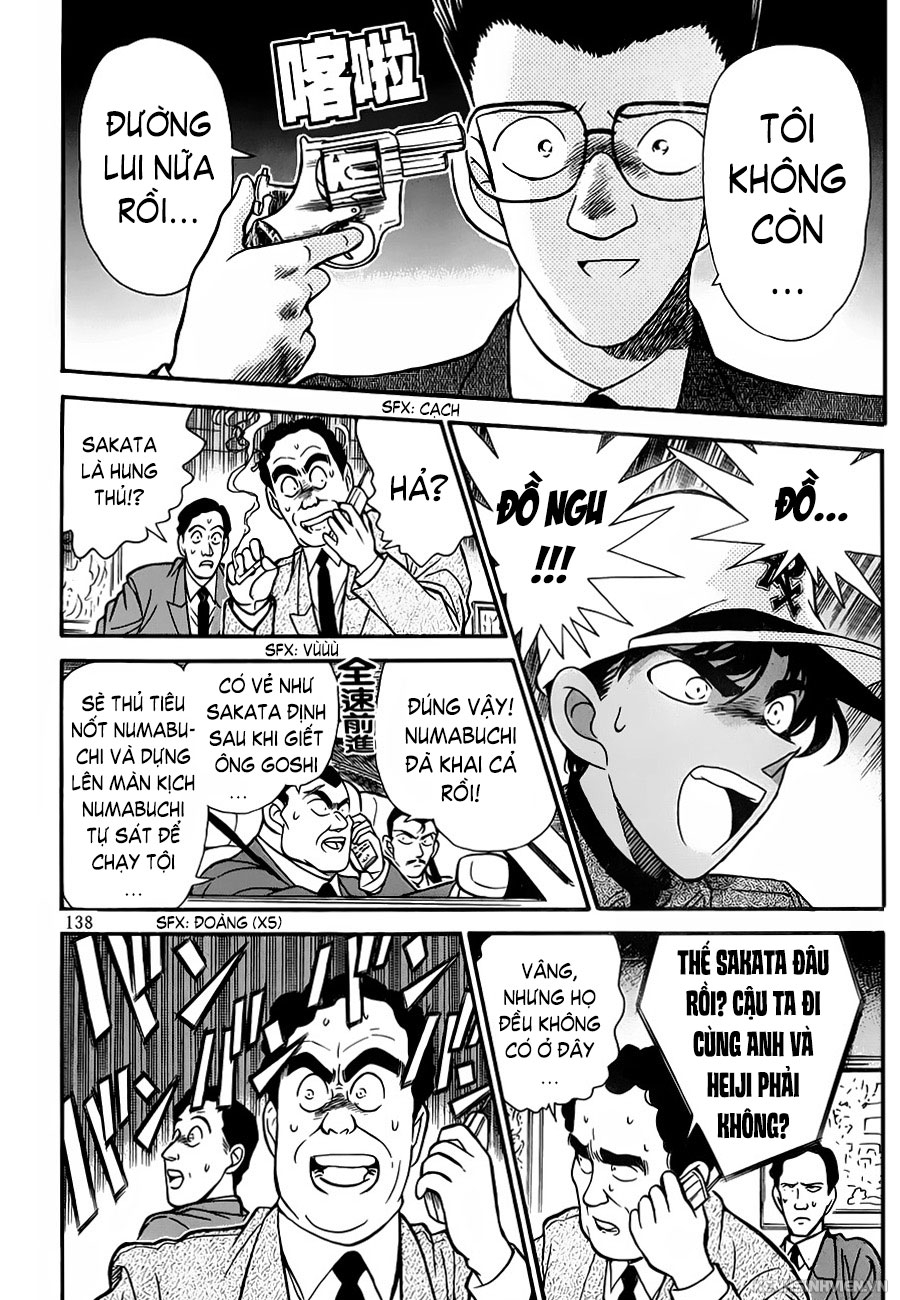 TÔI
KHÔNG
CÒN
...
喀啦
ĐƯỜNG
LUI NỮA
RỒI...
SFX: CẠCH
ĐỒ...
ĐỒ NGU
!!!
HẢ?
SAKATA
LÀ HUNG
THỦ!?
SFX: VÙÙÙ
ĐÚNG VẬY!
NUMABUCHI
ĐÃ KHAI CẢ
RỒI!
全速前進
CÓ VẺ NHƯ
SAKATA ĐỊNH
SAU KHI GIẾT
ÔNG GOSHI
...
SẼ THỦ TIÊU
NỐT NUMABU-
CHI VÀ DỰNG
LÊN MÀN KỊCH
NUMABUCHI
TỰ SÁT ĐỂ
CHẠY TỘI
...
138
SFX: ĐOÀNG (X5)
THẾ SAKATA ĐÂU
RỒI? CẬU TA ĐI
CÙNG ANH VÀ
HEIJI PHẢI
KHÔNG?
VÂNG,
NHƯNG HỌ
ĐỀU KHÔNG
CÓ Ở ĐÂY
...